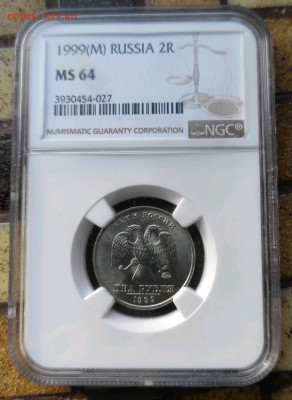 1999(M) RUSSIA 2R
MS 64
3930454-027
NUMISMATIC GUARANTY CORPORATION
NGC®
БАНК РОССИИ
ДВА РУБЛЯ
1999